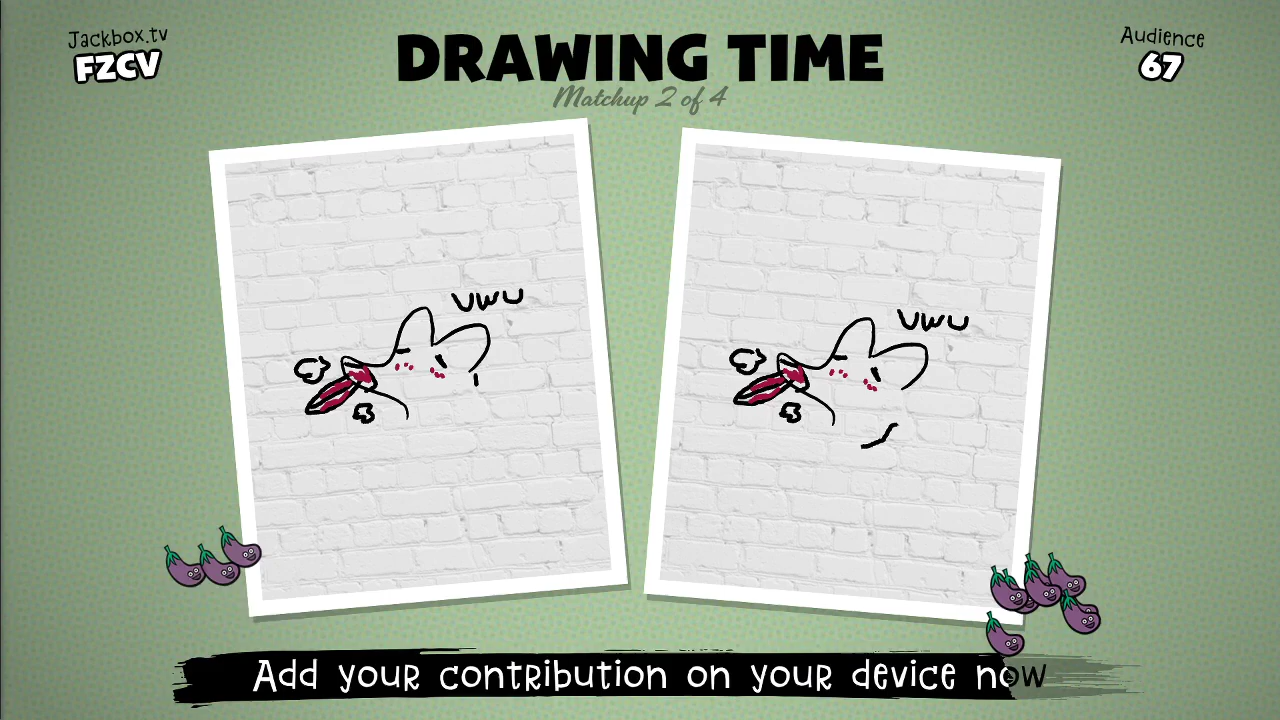 Jackbox.tv
FZCV
DRAWING TIME
Matchup 2 of 4
Audience
67
UWU
UWU
Add your contribution on your device now